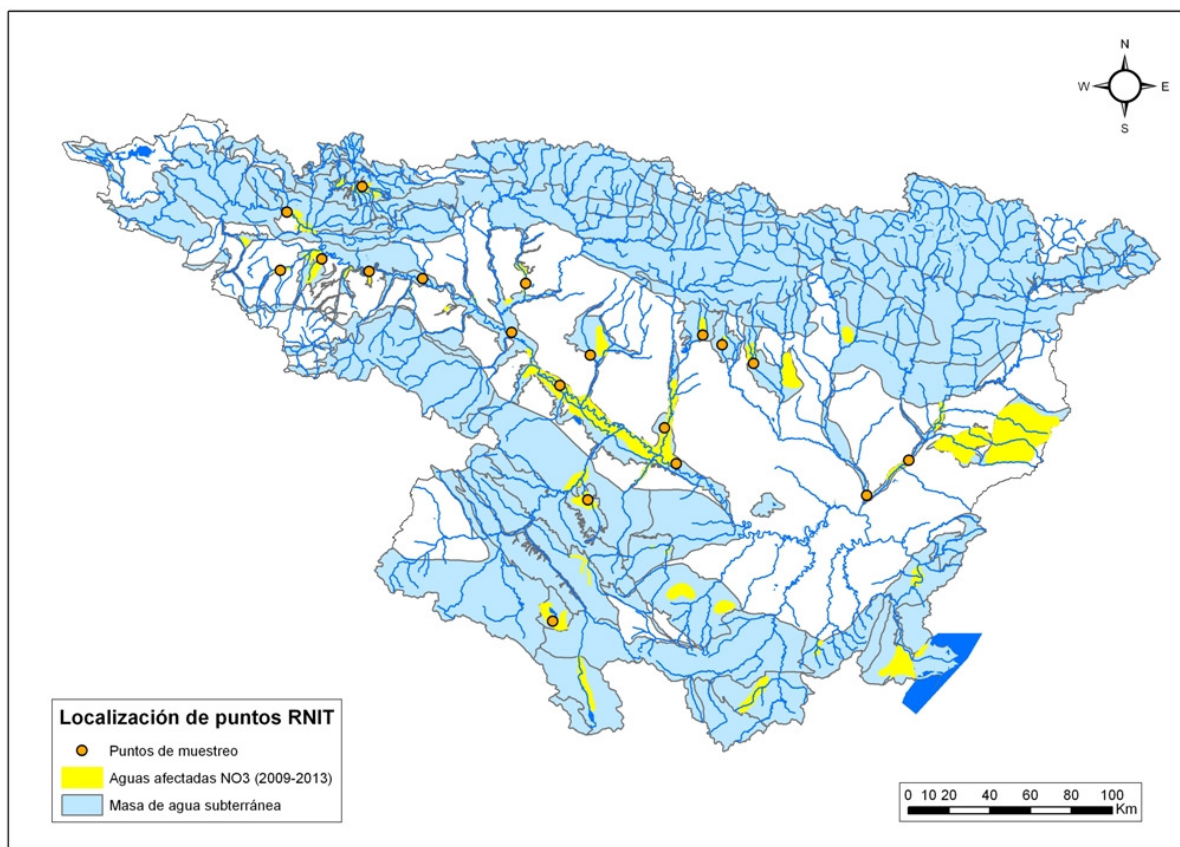 N
W E
S
Localización de puntos RNIT
Puntos de muestreo
Aguas afectadas NO3 (2009-2013)
Masa de agua subterránea
0 10 20 40 60 80 100
Km